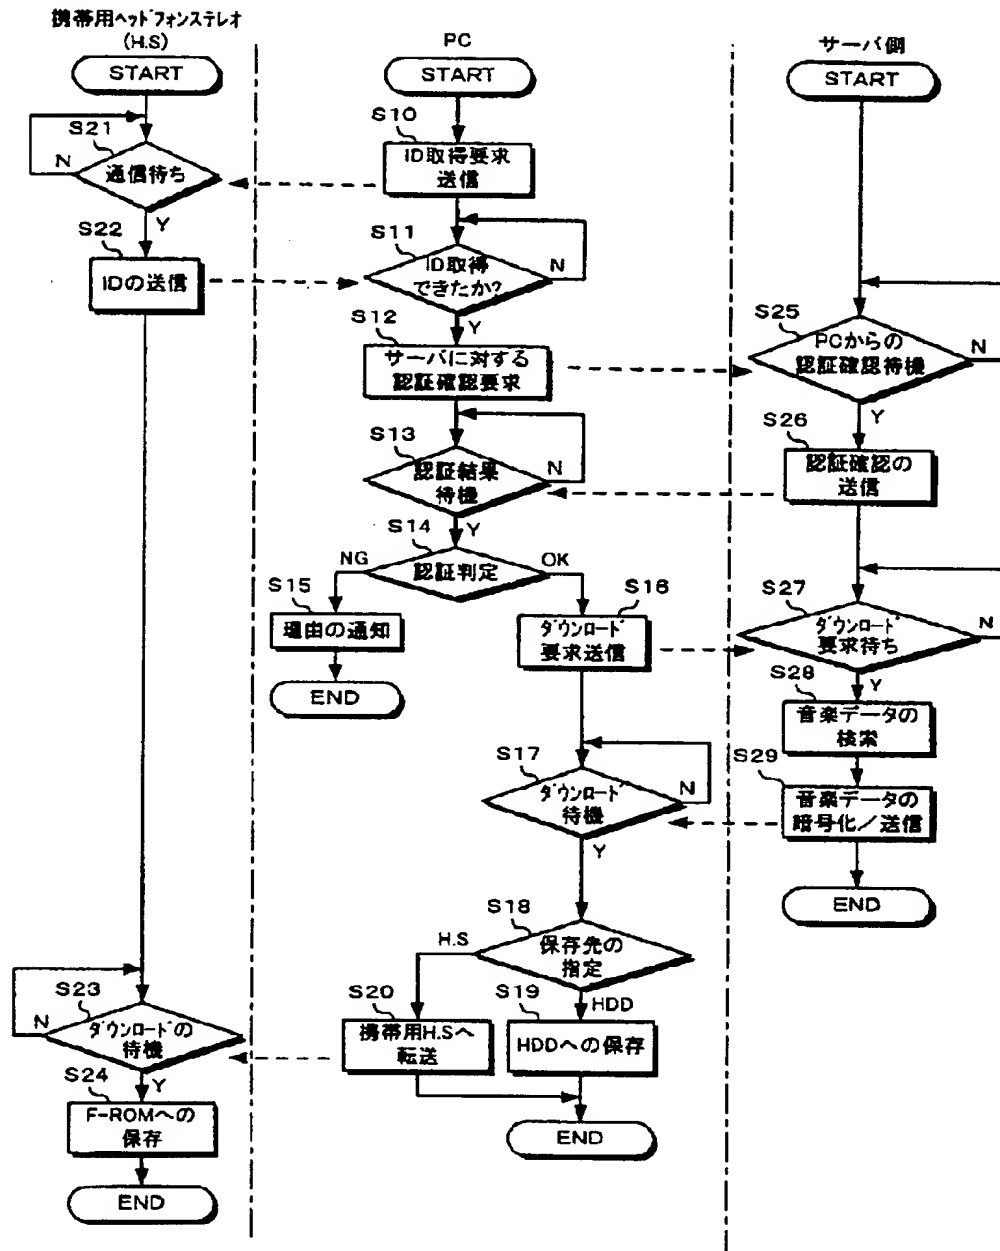 携帯用ヘッドフォンステレオ
(H.S)
START
S21
通信待ち
N
Y
S22
IDの送信
S23
ダウンロードの
待機
N
Y
S24
F-ROMへの
保存
END
PC
START
S10
ID取得要求
送信
S11
ID取得
できたか?
N
Y
S12
サーバに対する
認証確認要求
S13
認証結果
待機
N
Y
S14
認証判定
NG
OK
S15
理由の通知
END
S16
ダウンロード
要求送信
S17
ダウンロード
待機
N
Y
S18
保存先の
指定
H.S
HDD
S20
携帯用H.Sへ
転送
S19
HDDへの保存
END
サーバ側
START
S25
PCからの
認証確認待機
N
Y
S26
認証確認の
送信
S27
ダウンロード
要求待ち
N
Y
S28
音楽データの
検索
S29
音楽データの
暗号化/送信
END